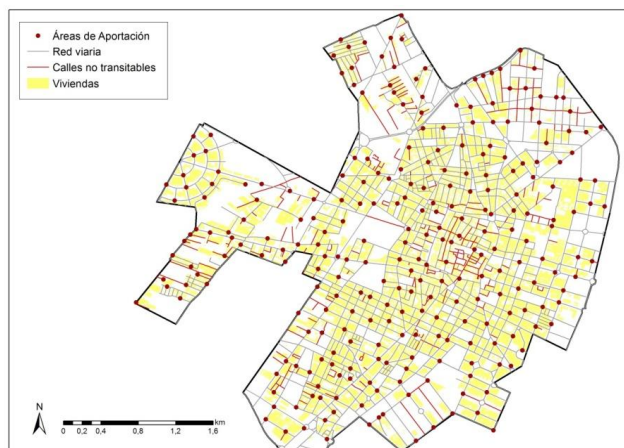 Áreas de Aportación
Red viaria
Calles no transitables
Viviendas
N
km
0 0,2 0,4 0,8 1,2 1,6